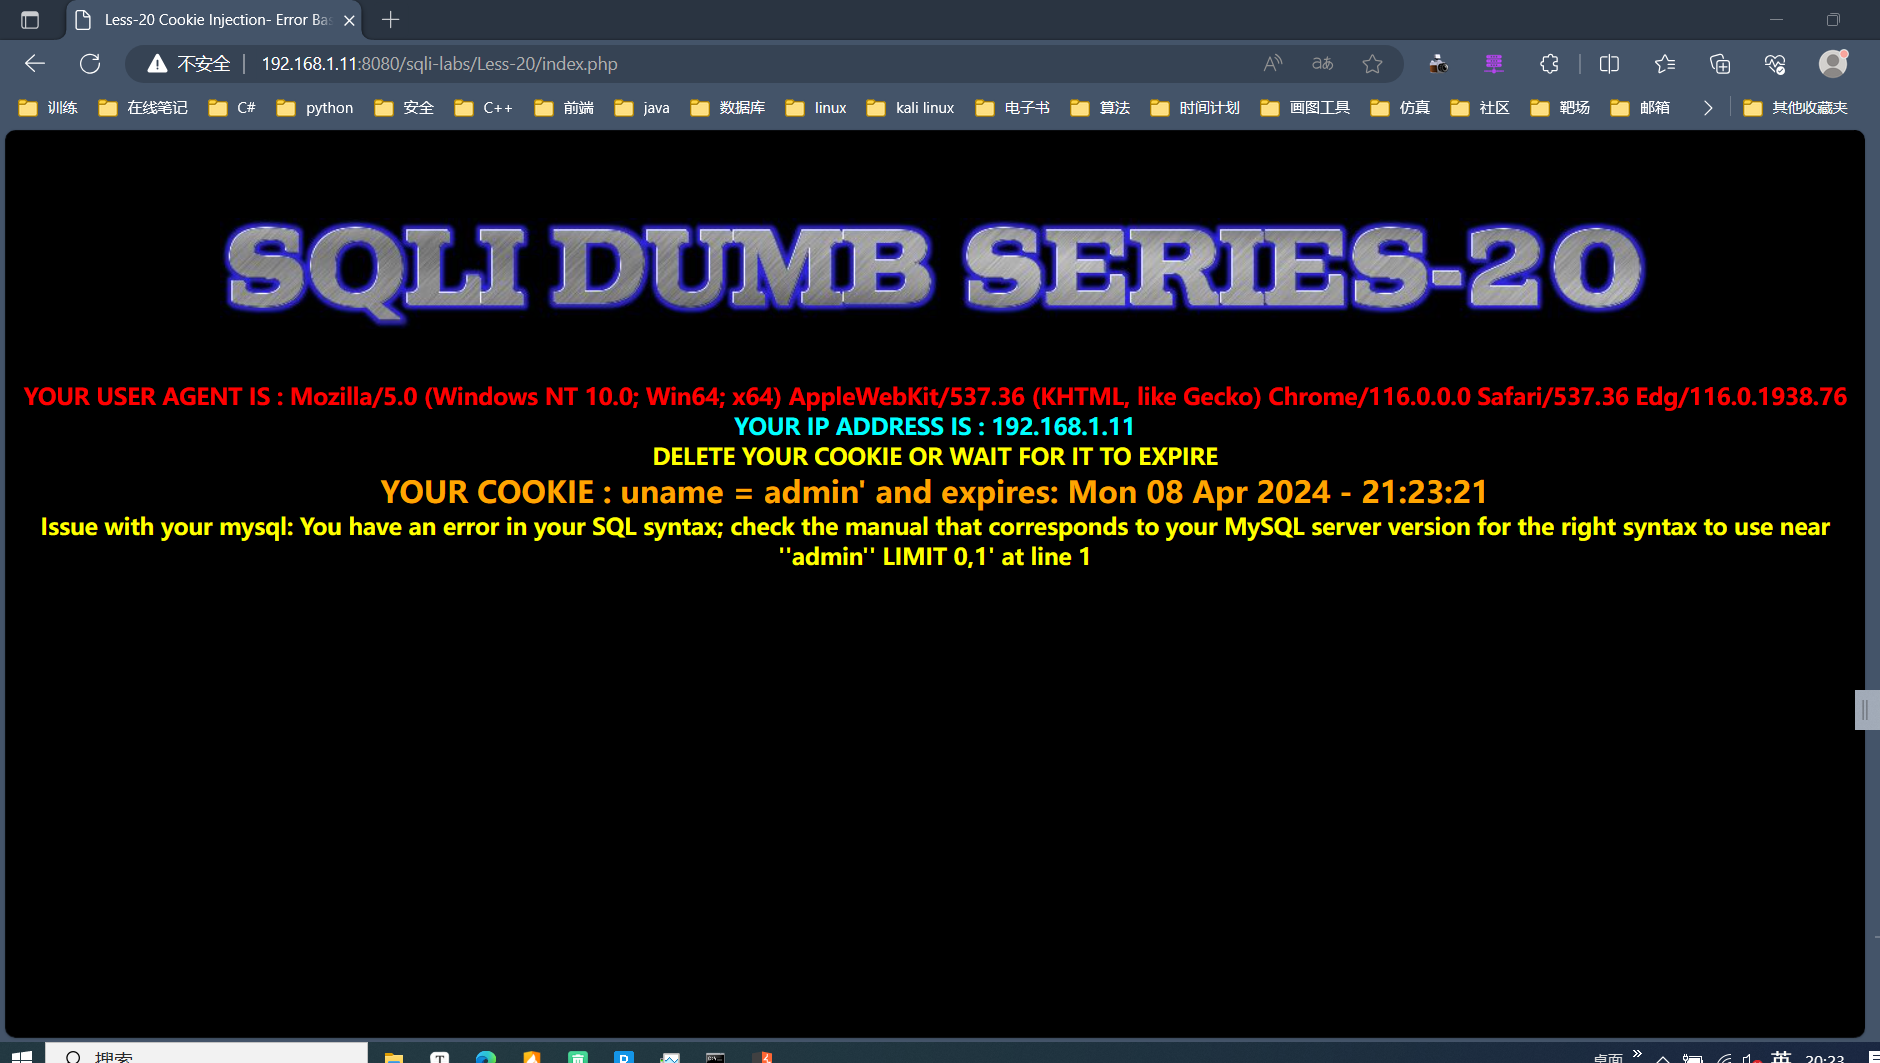 Less-20 Cookie Injection- Error Bas
不安全
192.168.1.11:8080/sqli-labs/Less-20/index.php
A))
aあ
训练 在线笔记 C# python 安全 C++ 前端 java 数据库 linux kali linux 电子书 算法 时间计划 画图工具 仿真 社区 靶场 邮箱 其他收藏夹
SQLI DUMB SERIES-20
YOUR USER AGENT IS : Mozilla/5.0 (Windows NT 10.0; Win64; x64) AppleWebKit/537.36 (KHTML, like Gecko) Chrome/116.0.0.0 Safari/537.36 Edg/116.0.1938.76
YOUR IP ADDRESS IS : 192.168.1.11
DELETE YOUR COOKIE OR WAIT FOR IT TO EXPIRE
YOUR COOKIE : uname = admin' and expires: Mon 08 Apr 2024 - 21:23:21
Issue with your mysql: You have an error in your SQL syntax; check the manual that corresponds to your MySQL server version for the right syntax to use near
''admin'' LIMIT 0,1' at line 1
搜索
T
P
桌面
英
20:23